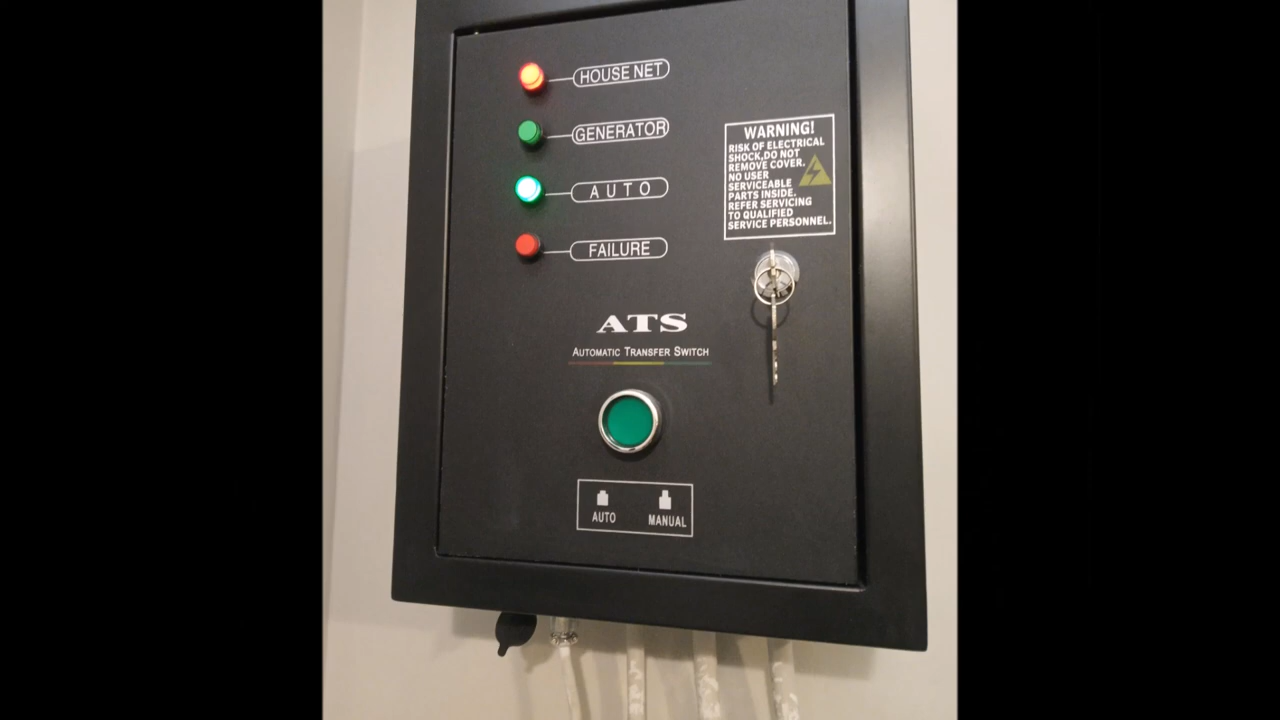 HOUSE NET
GENERATOR
AUTO
FAILURE
WARNING!
RISK OF ELECTRICAL
SHOCK,DO NOT
REMOVE COVER.
NO USER
SERVICEABLE
PARTS INSIDE.
REFER SERVICING
TO QUALIFIED
SERVICE PERSONNEL.
ATS
AUTOMATIC TRANSFER SWITCH
AUTO MANUAL